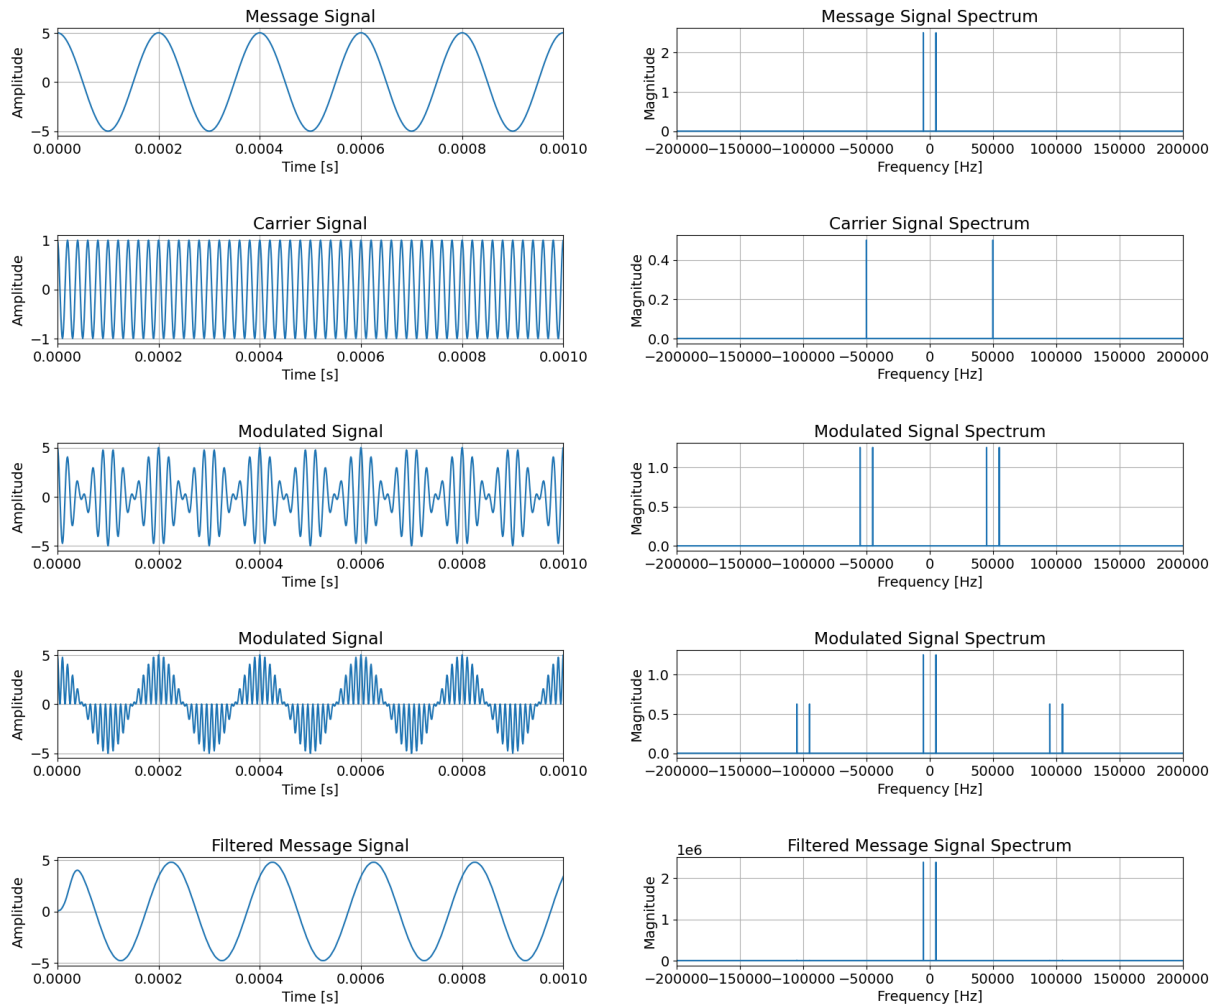 Message Signal
Amplitude
5
0
−5
0.0000 0.0002 0.0004 0.0006 0.0008 0.0010
Time [s]
Message Signal Spectrum
Magnitude
2
1
0
−200000 −150000 −100000 −50000 0 50000 100000 150000 200000
Frequency [Hz]
Carrier Signal
Amplitude
1
0
−1
0.0000 0.0002 0.0004 0.0006 0.0008 0.0010
Time [s]
Carrier Signal Spectrum
Magnitude
0.4
0.2
0.0
−200000 −150000 −100000 −50000 0 50000 100000 150000 200000
Frequency [Hz]
Modulated Signal
Amplitude
5
0
−5
0.0000 0.0002 0.0004 0.0006 0.0008 0.0010
Time [s]
Modulated Signal Spectrum
Magnitude
1.0
0.5
0.0
−200000 −150000 −100000 −50000 0 50000 100000 150000 200000
Frequency [Hz]
Modulated Signal
Amplitude
5
0
−5
0.0000 0.0002 0.0004 0.0006 0.0008 0.0010
Time [s]
Modulated Signal Spectrum
Magnitude
1.0
0.5
0.0
−200000 −150000 −100000 −50000 0 50000 100000 150000 200000
Frequency [Hz]
Filtered Message Signal
Amplitude
5
0
−5
0.0000 0.0002 0.0004 0.0006 0.0008 0.0010
Time [s]
Filtered Message Signal Spectrum
1e6
Magnitude
2
1
0
−200000 −150000 −100000 −50000 0 50000 100000 150000 200000
Frequency [Hz]